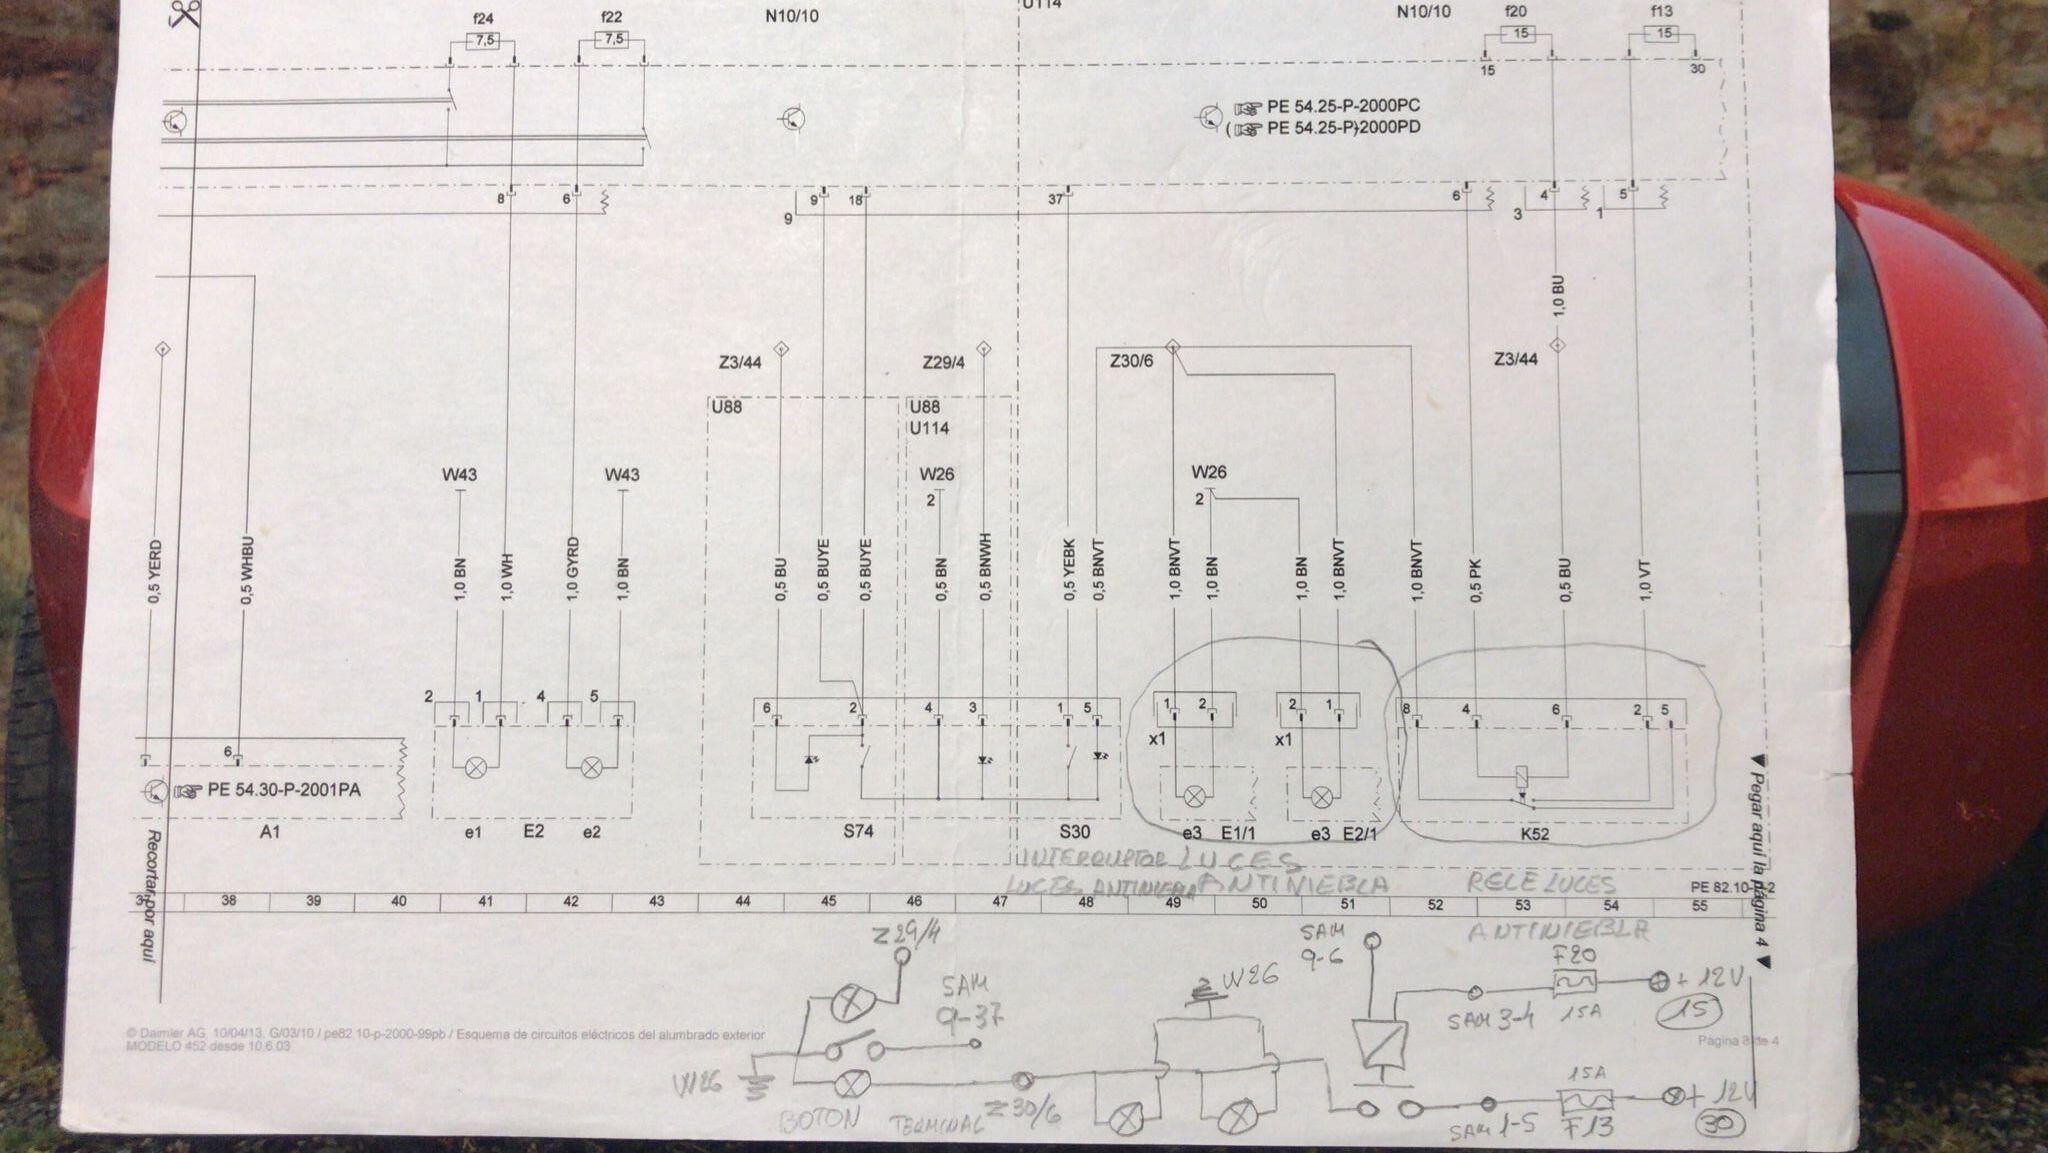 f24
f22
N10/10
U114
N10/10
f20
f13
7,5
7,5
15
15
15
30
PE 54.25-P-2000PC
( PE 54.25-P-2000PD
8
6
9
9
18
37
6
3
4
1
5
1,0 BU
Z3/44
Z29/4
Z30/6
Z3/44
U88
U88
U114
W43
W43
W26
2
W26
2
0,5 YERD
0,5 WHBU
1,0 BN
1,0 WH
1,0 GYRD
1,0 BN
0,5 BU
0,5 BUYE
0,5 BUYE
0,5 BN
0,5 BNWH
0,5 YEBK
0,5 BNVT
1,0 BNVT
1,0 BN
1,0 BN
1,0 BNVT
1,0 BNVT
0,5 PK
0,5 BU
1,0 VT
2
1
4
5
6
2
4
3
1
5
1
2
2
1
8
4
6
2
5
6
x1
x1
PE 54.30-P-2001PA
A1
e1
E2
e2
S74
S30
e3
E1/1
e3
E2/1
K52
Recortar por aquí
Pegar aquí la página 4
INTERRUPTOR
LUCES ANTINIEBLA
LUCES
ANTINIEBLA
RELE LUCES
ANTINIEBLA
PE 82.10-P-2
37
38
39
40
41
42
43
44
45
46
47
48
49
50
51
52
53
54
55
Z29/4
SAM
9-37
W26
SAM
9-6
F20
15A
+ 12V
15
SAM 3-4
W26
BOTON
TERMINAL
Z30/6
15A
F13
SAM 1-5
+ 12V
30
© Daimler AG, 10/04/13, G/03/10 / pe82.10-p-2000-99pb / Esquema de circuitos eléctricos del alumbrado exterior
MODELO 452 desde 10.6.03
Página 3 de 4